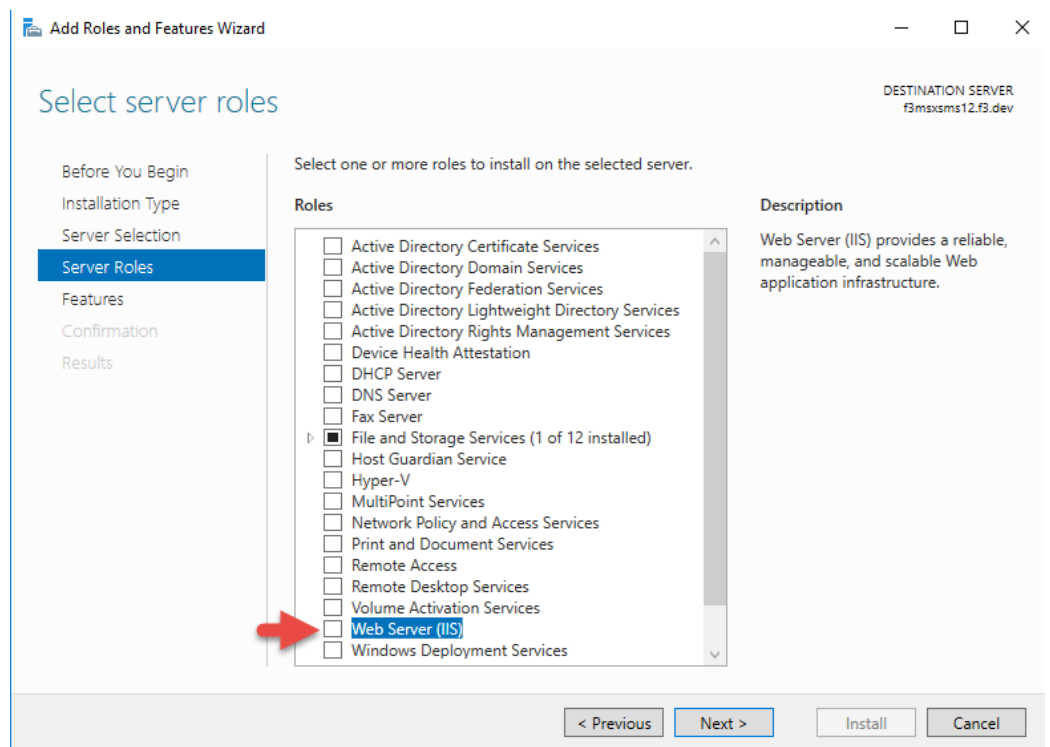 Add Roles and Features Wizard
Select server roles
DESTINATION SERVER
f3msxsms12.f3.dev
Before You Begin
Installation Type
Server Selection
Server Roles
Features
Confirmation
Results
Select one or more roles to install on the selected server.
Roles
Active Directory Certificate Services
Active Directory Domain Services
Active Directory Federation Services
Active Directory Lightweight Directory Services
Active Directory Rights Management Services
Device Health Attestation
DHCP Server
DNS Server
Fax Server
File and Storage Services (1 of 12 installed)
Host Guardian Service
Hyper-V
MultiPoint Services
Network Policy and Access Services
Print and Document Services
Remote Access
Remote Desktop Services
Volume Activation Services
Web Server (IIS)
Windows Deployment Services
Description
Web Server (IIS) provides a reliable,
manageable, and scalable Web
application infrastructure.
< Previous
Next >
Install
Cancel